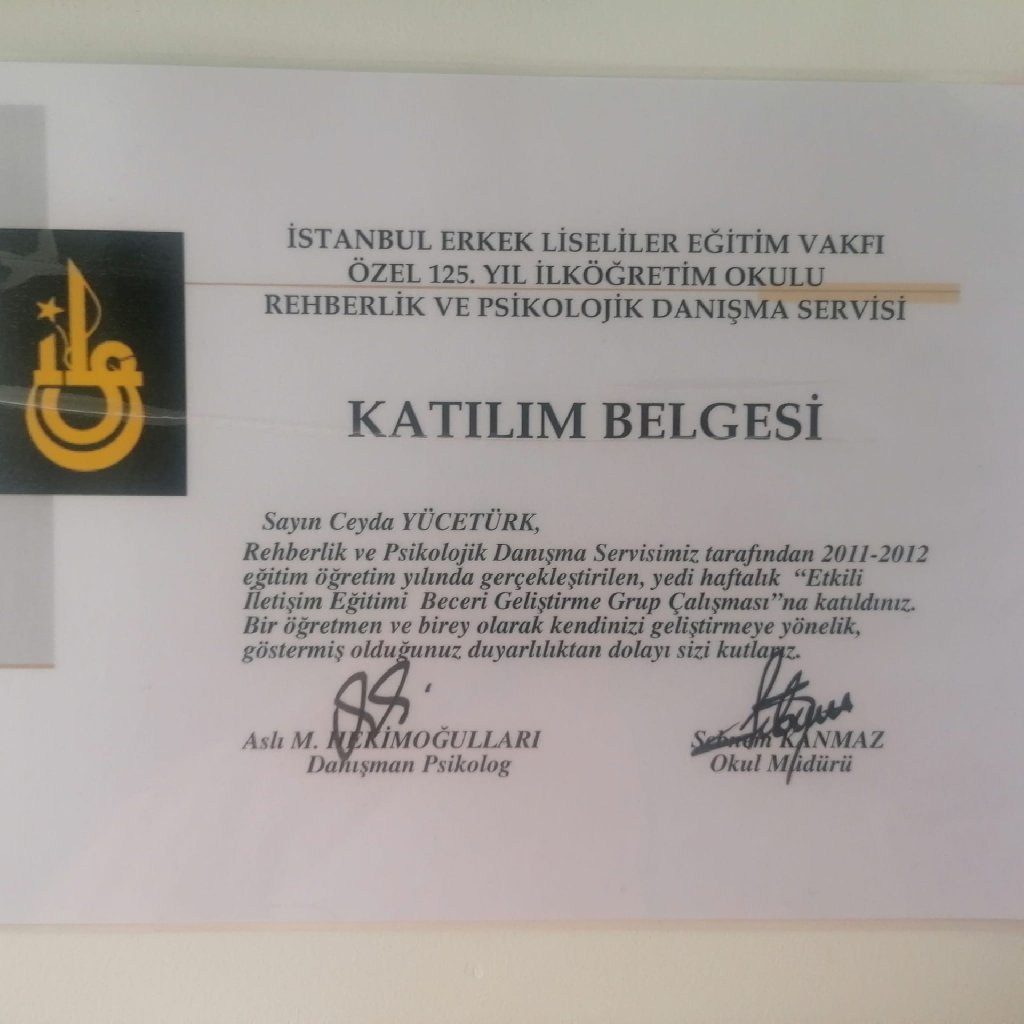 İSTANBUL ERKEK LİSELİLER EĞİTİM VAKFI
ÖZEL 125. YIL İLKÖĞRETİM OKULU
REHBERLİK VE PSİKOLOJİK DANIŞMA SERVİSİ
KATILIM BELGESİ
Sayın Ceyda YÜCETÜRK,
Rehberlik ve Psikolojik Danışma Servisimiz tarafından 2011-2012
eğitim öğretim yılında gerçekleştirilen, yedi haftalık "Etkili
İletişim Eğitimi Beceri Geliştirme Grup Çalışması"na katıldınız.
Bir öğretmen ve birey olarak kendinizi geliştirmeye yönelik,
göstermiş olduğunuz duyarlılıktan dolayı sizi kutlarız.
Aslı M. HEKİMOĞULLARI Şebnem KANMAZ
Danışman Psikolog Okul Müdürü